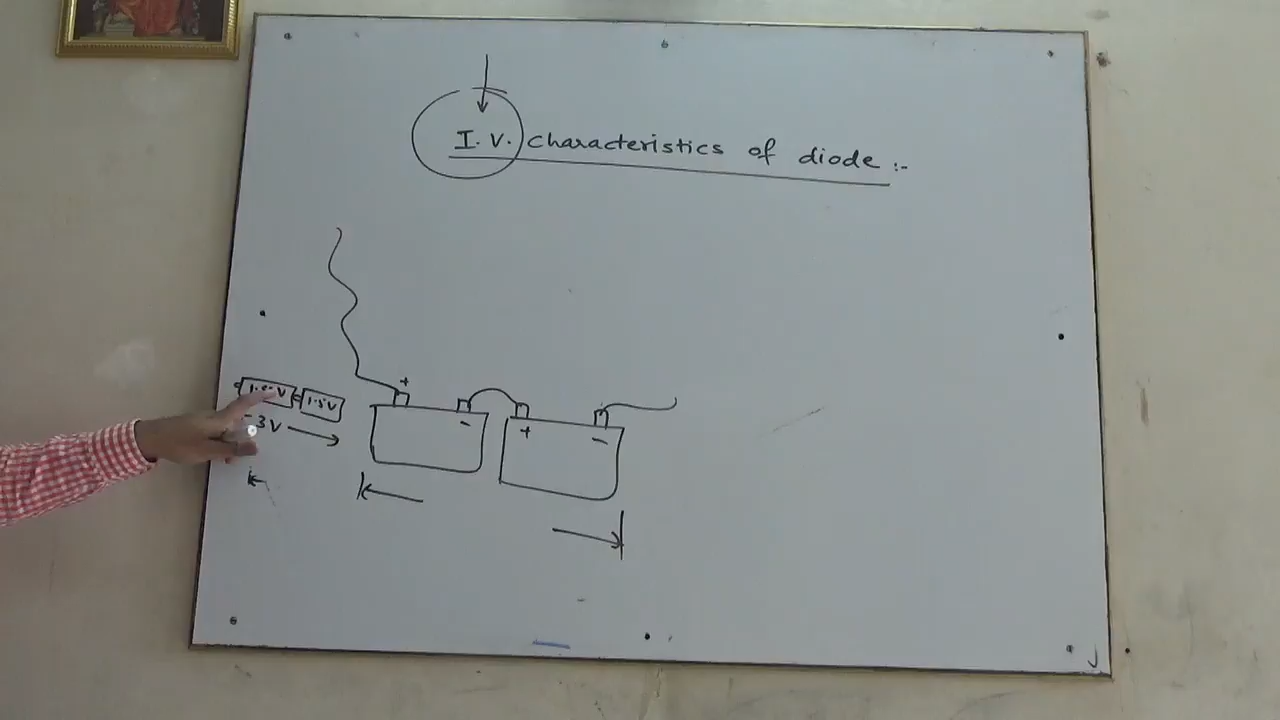 I.V. characteristics of diode :-
1.5V 1.5V
3V
+ - + -